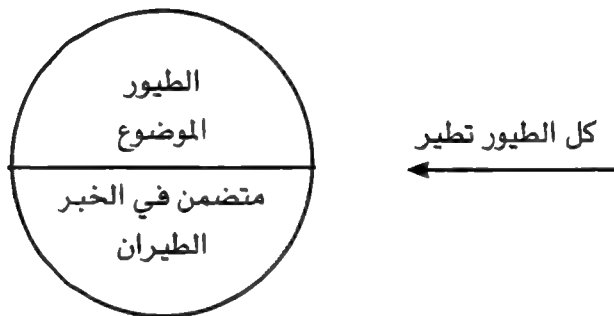 الطيور
الموضوع
متضمن في الخبر
الطيران
كل الطيور تطير